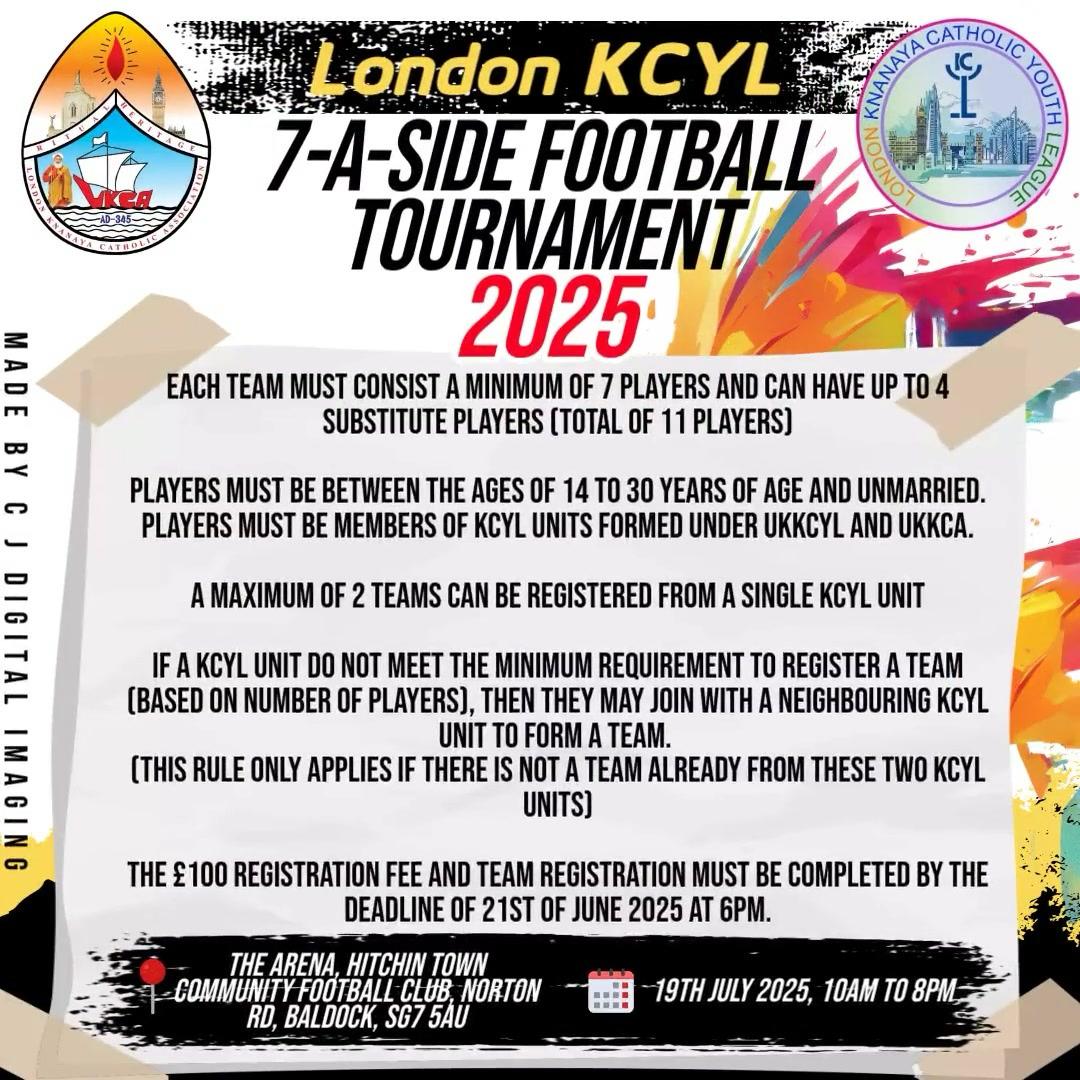 London KCYL
7-A-SIDE FOOTBALL
TOURNAMENT
2025
RITUAL HERITAGE
UKCA
AD-345
LONDON KNANAYA CATHOLIC ASSOCIATION
LONDON KNANAYA CATHOLIC YOUTH LEAGUE
IC
MADE BY C J DIGITAL IMAGING
EACH TEAM MUST CONSIST A MINIMUM OF 7 PLAYERS AND CAN HAVE UP TO 4
SUBSTITUTE PLAYERS (TOTAL OF 11 PLAYERS)
PLAYERS MUST BE BETWEEN THE AGES OF 14 TO 30 YEARS OF AGE AND UNMARRIED.
PLAYERS MUST BE MEMBERS OF KCYL UNITS FORMED UNDER UKKCYL AND UKKCA.
A MAXIMUM OF 2 TEAMS CAN BE REGISTERED FROM A SINGLE KCYL UNIT
IF A KCYL UNIT DO NOT MEET THE MINIMUM REQUIREMENT TO REGISTER A TEAM
(BASED ON NUMBER OF PLAYERS), THEN THEY MAY JOIN WITH A NEIGHBOURING KCYL
UNIT TO FORM A TEAM.
(THIS RULE ONLY APPLIES IF THERE IS NOT A TEAM ALREADY FROM THESE TWO KCYL
UNITS)
THE £100 REGISTRATION FEE AND TEAM REGISTRATION MUST BE COMPLETED BY THE
DEADLINE OF 21ST OF JUNE 2025 AT 6PM.
THE ARENA, HITCHIN TOWN
COMMUNITY FOOTBALL CLUB, NORTON
RD, BALDOCK, SG7 5AU
19TH JULY 2025, 10AM TO 8PM